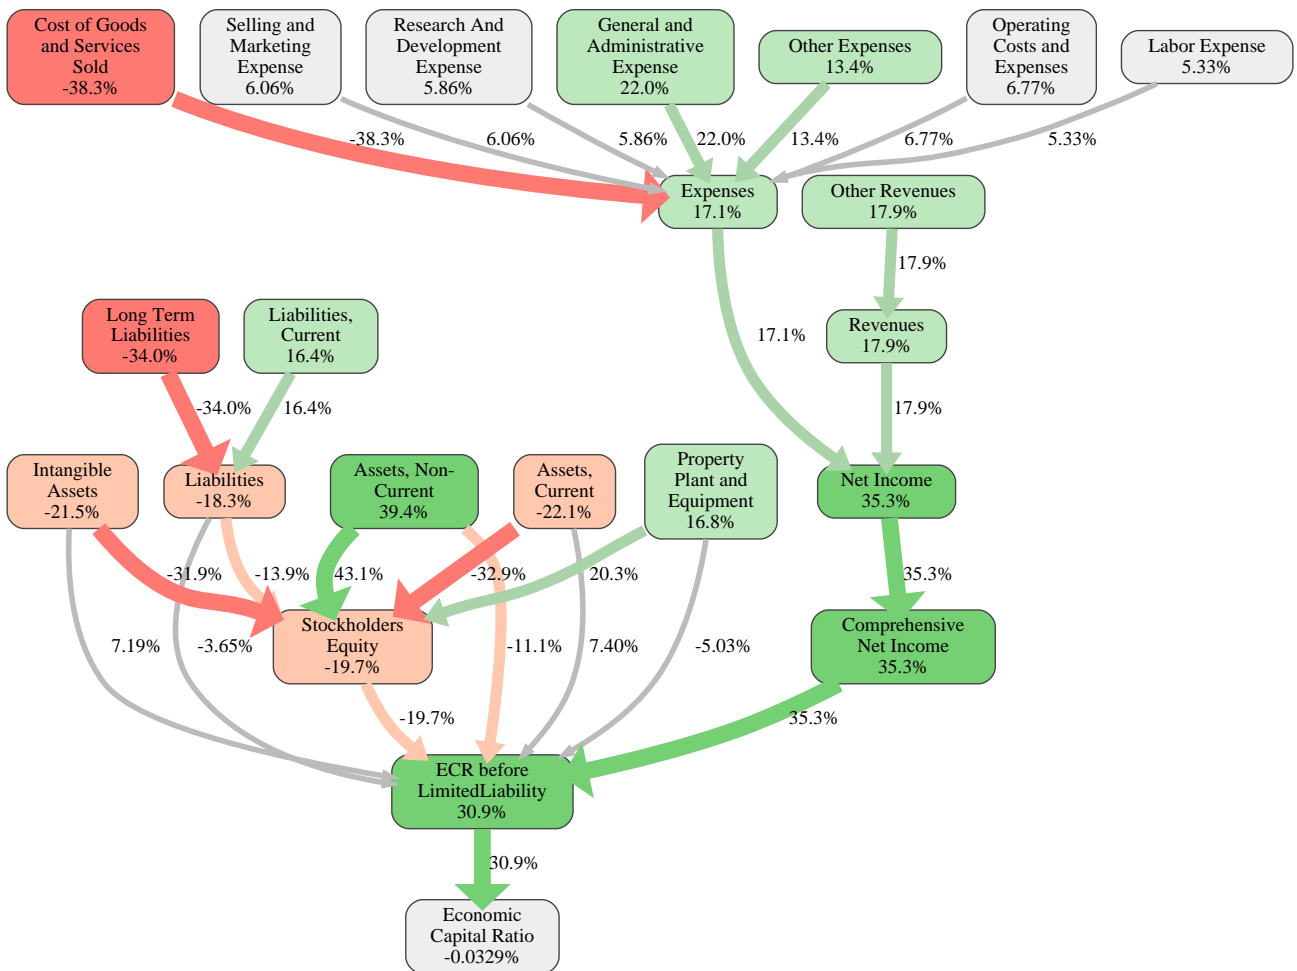 Cost of Goods
and Services
Sold
-38.3%
Selling and
Marketing
Expense
6.06%
Research And
Development
Expense
5.86%
General and
Administrative
Expense
22.0%
Other Expenses
13.4%
Operating
Costs and
Expenses
6.77%
Labor Expense
5.33%
-38.3%
6.06%
5.86%
22.0%
13.4%
6.77%
5.33%
Expenses
17.1%
Other Revenues
17.9%
17.9%
Long Term
Liabilities
-34.0%
Liabilities,
Current
16.4%
17.1%
Revenues
17.9%
-34.0%
16.4%
17.9%
Intangible
Assets
-21.5%
Liabilities
-18.3%
Assets, Non-
Current
39.4%
Assets,
Current
-22.1%
Property
Plant and
Equipment
16.8%
Net Income
35.3%
-31.9%
-13.9%
43.1%
-32.9%
20.3%
35.3%
Stockholders
Equity
-19.7%
Comprehensive
Net Income
35.3%
7.19%
-3.65%
-11.1%
7.40%
-5.03%
-19.7%
35.3%
ECR before
LimitedLiability
30.9%
30.9%
Economic
Capital Ratio
-0.0329%